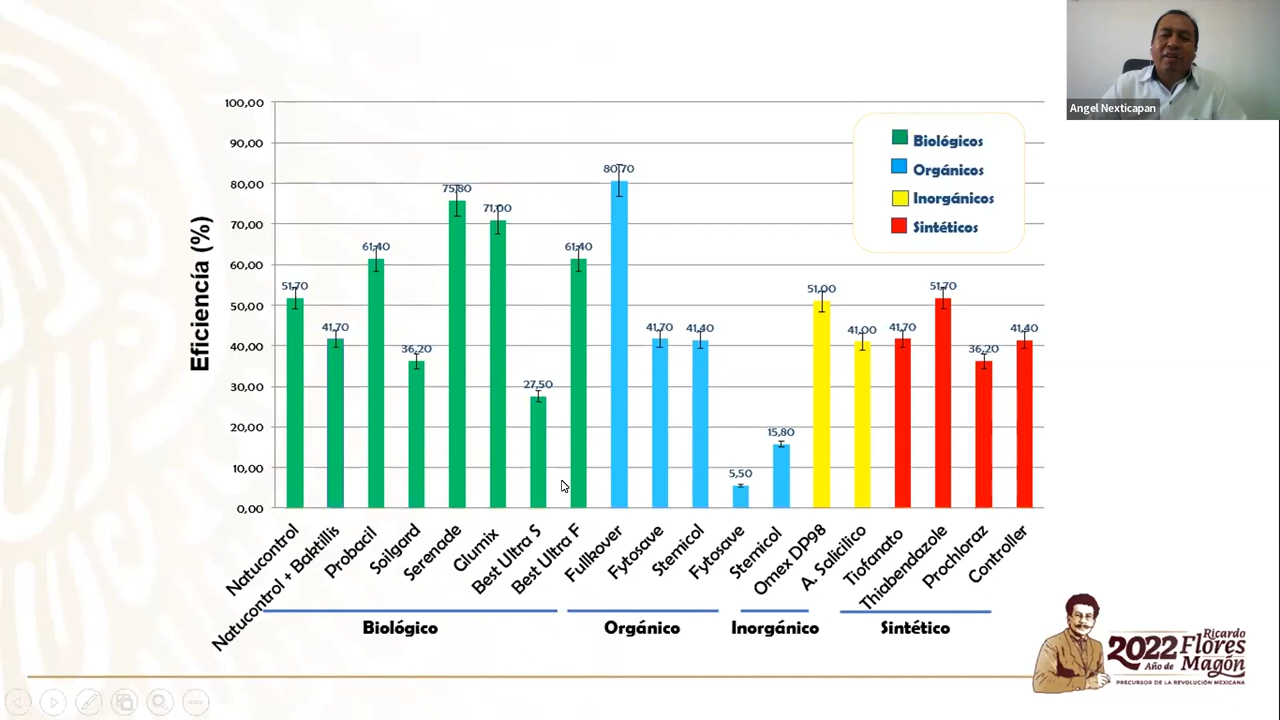 Angel Nexticapan
Eficiencía (%)
100,00
90,00
80,00
70,00
60,00
50,00
40,00
30,00
20,00
10,00
0,00
51,70
41,70
61,40
36,20
75,80
71,00
27,50
61,40
80,70
41,70
41,40
5,50
15,80
51,00
41,00
41,70
51,70
36,20
41,40
Biológicos
Orgánicos
Inorgánicos
Sintéticos
Natucontrol
Natucontrol + Baktillis
Probacil
Soilgard
Serenade
Glumix
Best Ultra S
Best Ultra F
Fullkover
Fytosave
Stemicol
Fytosave
Stemicol
Omex DP98
A. Salicilico
Tiofanato
Thiabendazole
Prochloraz
Controller
Biológico
Orgánico
Inorgánico
Sintético
2022
Año de
Ricardo
Flores
Magón
PRECURSOR DE LA REVOLUCIÓN MEXICANA